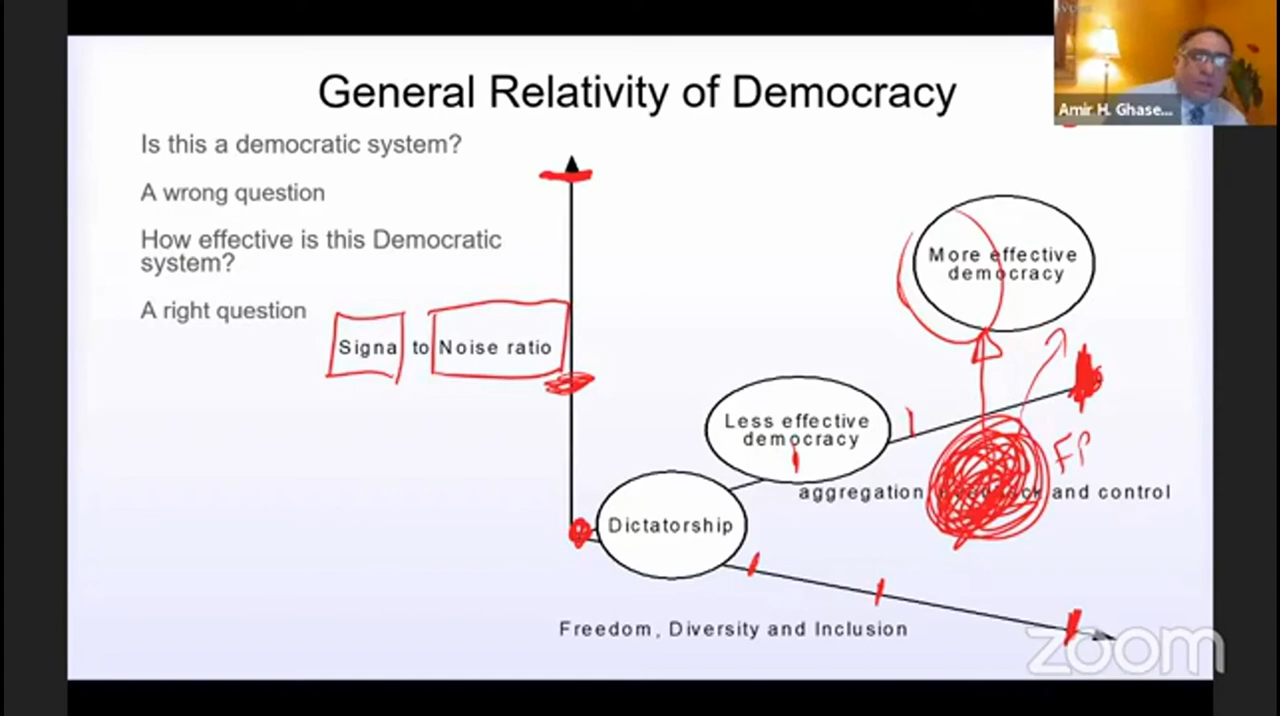 General Relativity of Democracy
Amir H. Ghase...
Is this a democratic system?
A wrong question
How effective is this Democratic
system?
A right question
Signa to Noise ratio
More effective
democracy
Less effective
democracy
aggregation, and control
FP
Dictatorship
Freedom, Diversity and Inclusion
zoom